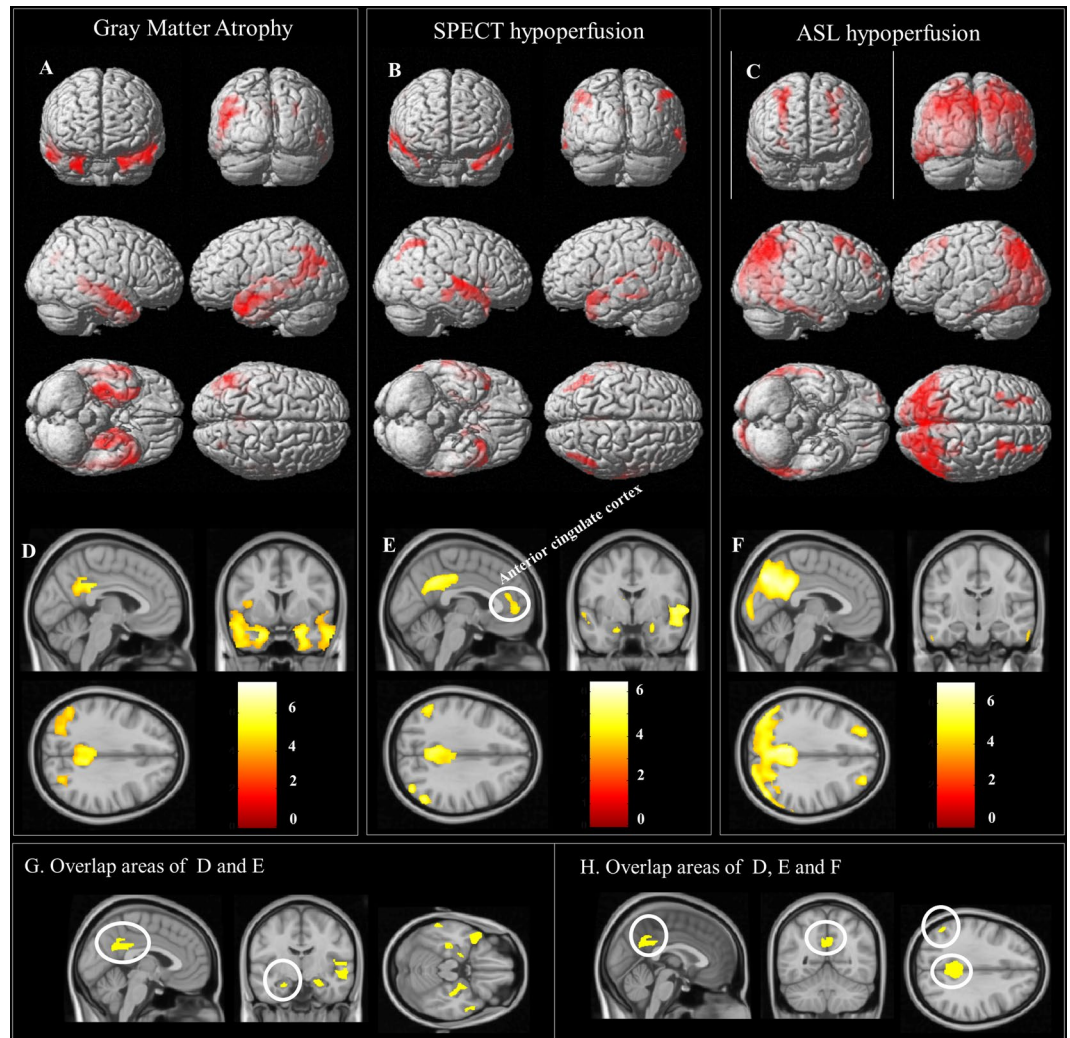 Gray Matter Atrophy
SPECT hypoperfusion
ASL hypoperfusion
A
B
C
D
E
Anterior cingulate cortex
F
6
4
2
0
6
4
2
0
6
4
2
0
G. Overlap areas of D and E
H. Overlap areas of D, E and F